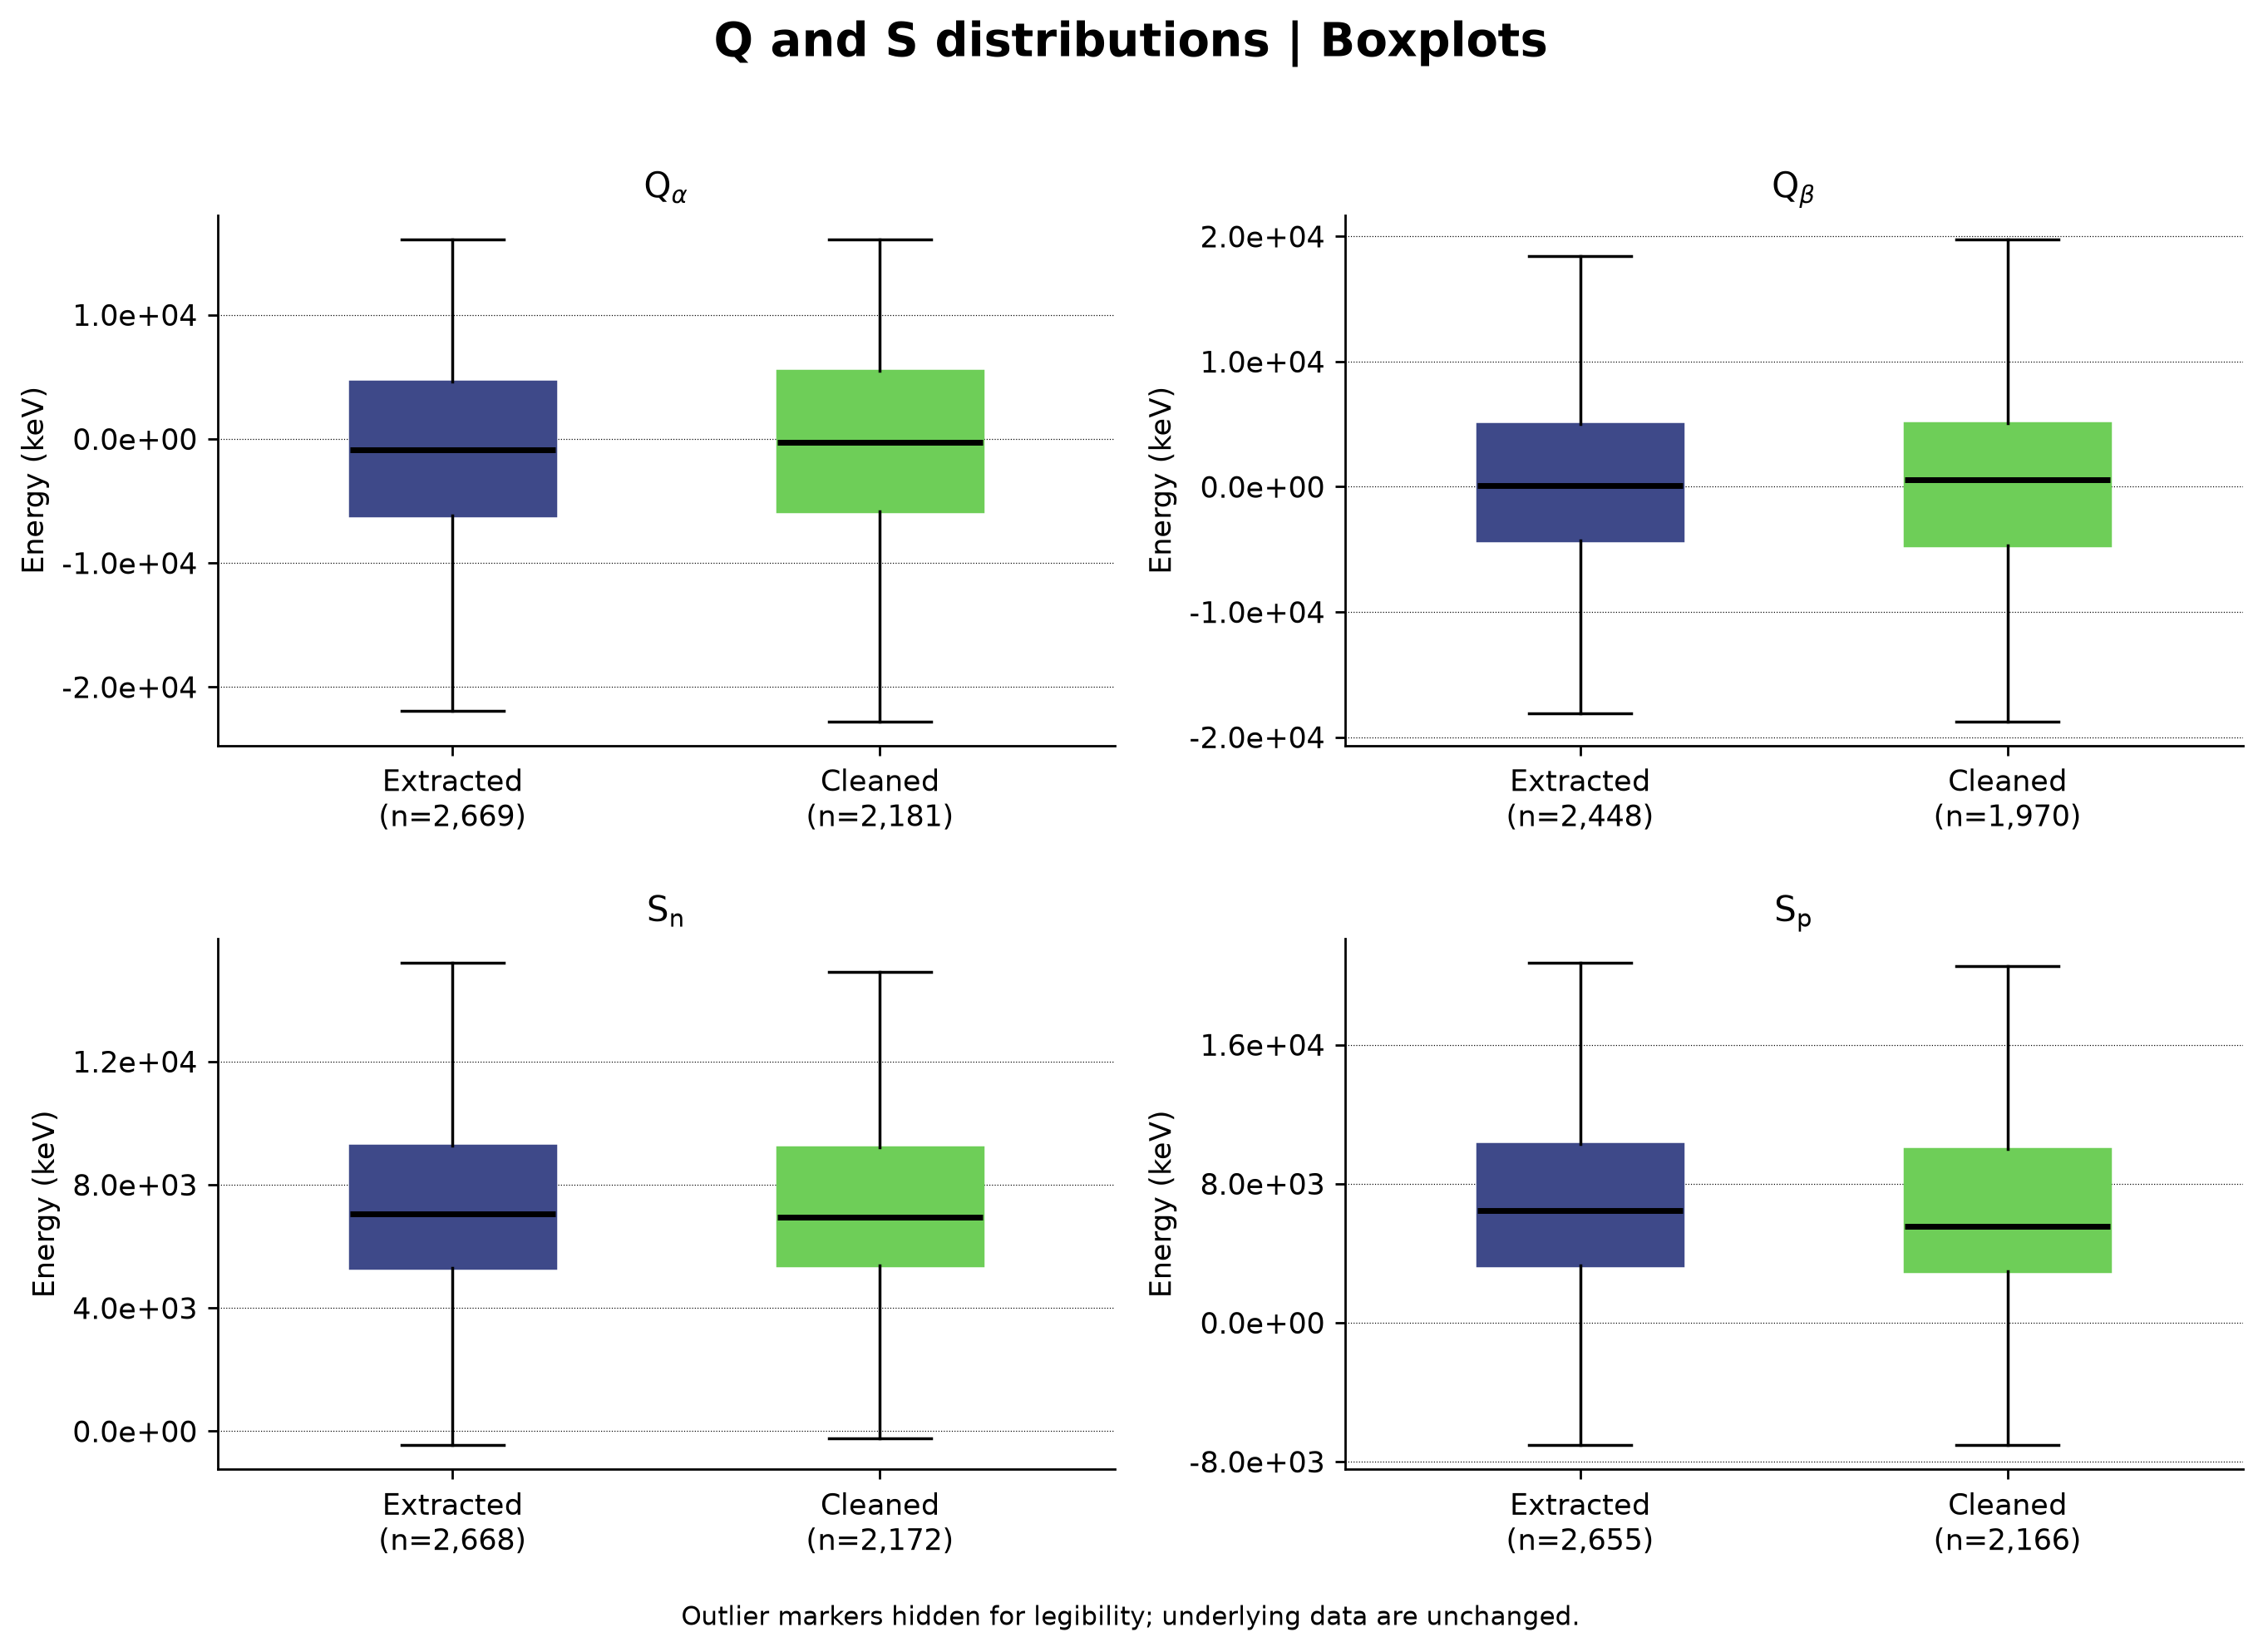 Q and S distributions | Boxplots
Qα
Energy (keV)
1.0e+04
0.0e+00
-1.0e+04
-2.0e+04
Extracted
(n=2,669)
Cleaned
(n=2,181)
Qβ
Energy (keV)
2.0e+04
1.0e+04
0.0e+00
-1.0e+04
-2.0e+04
Extracted
(n=2,448)
Cleaned
(n=1,970)
Sn
Energy (keV)
1.2e+04
8.0e+03
4.0e+03
0.0e+00
Extracted
(n=2,668)
Cleaned
(n=2,172)
Sp
Energy (keV)
1.6e+04
8.0e+03
0.0e+00
-8.0e+03
Extracted
(n=2,655)
Cleaned
(n=2,166)
Outlier markers hidden for legibility; underlying data are unchanged.